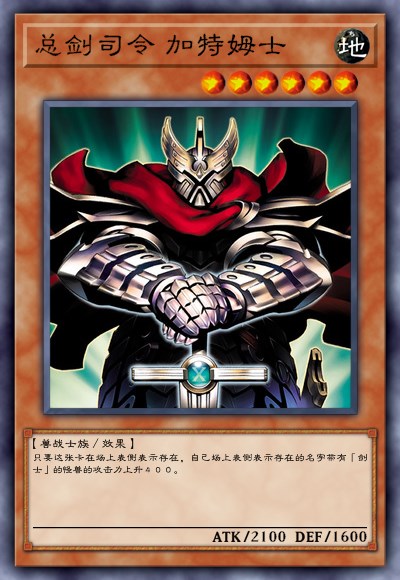 总剑司令 加特姆士
地
【兽战士族／效果】
只要这张卡在场上表侧表示存在，自己场上表侧表示存在的名字带有「剑
士」的怪兽的攻击力上升４００。
ATK/2100 DEF/1600